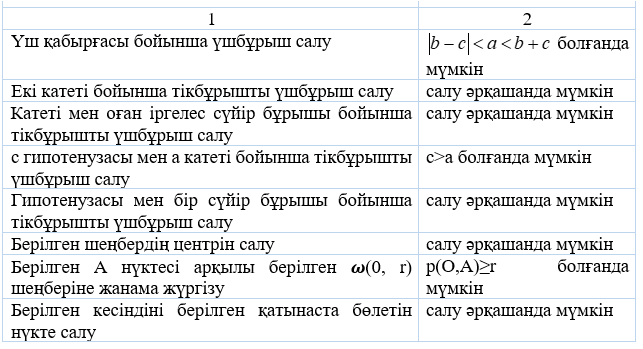 1 2
Үш қабырғасы бойынша үшбұрыш салу |b − c| < a < b + c болғанда
мүмкін
Екі катеті бойынша тікбұрышты үшбұрыш салу салу әрқашанда мүмкін
Катеті мен оған іргелес сүйір бұрышы бойынша салу әрқашанда мүмкін
тікбұрышты үшбұрыш салу
с гипотенузасы мен а катеті бойынша тікбұрышты c>a болғанда мүмкін
үшбұрыш салу
Гипотенузасы мен бір сүйір бұрышы бойынша салу әрқашанда мүмкін
тікбұрышты үшбұрыш салу
Берілген шеңбердің центрін салу салу әрқашанда мүмкін
Берілген А нүктесі арқылы берілген ω(0, r) p(O,A)≥r болғанда
шеңберіне жанама жүргізу мүмкін
Берілген кесіндіні берілген қатынаста бөлетін салу әрқашанда мүмкін
нүкте салу